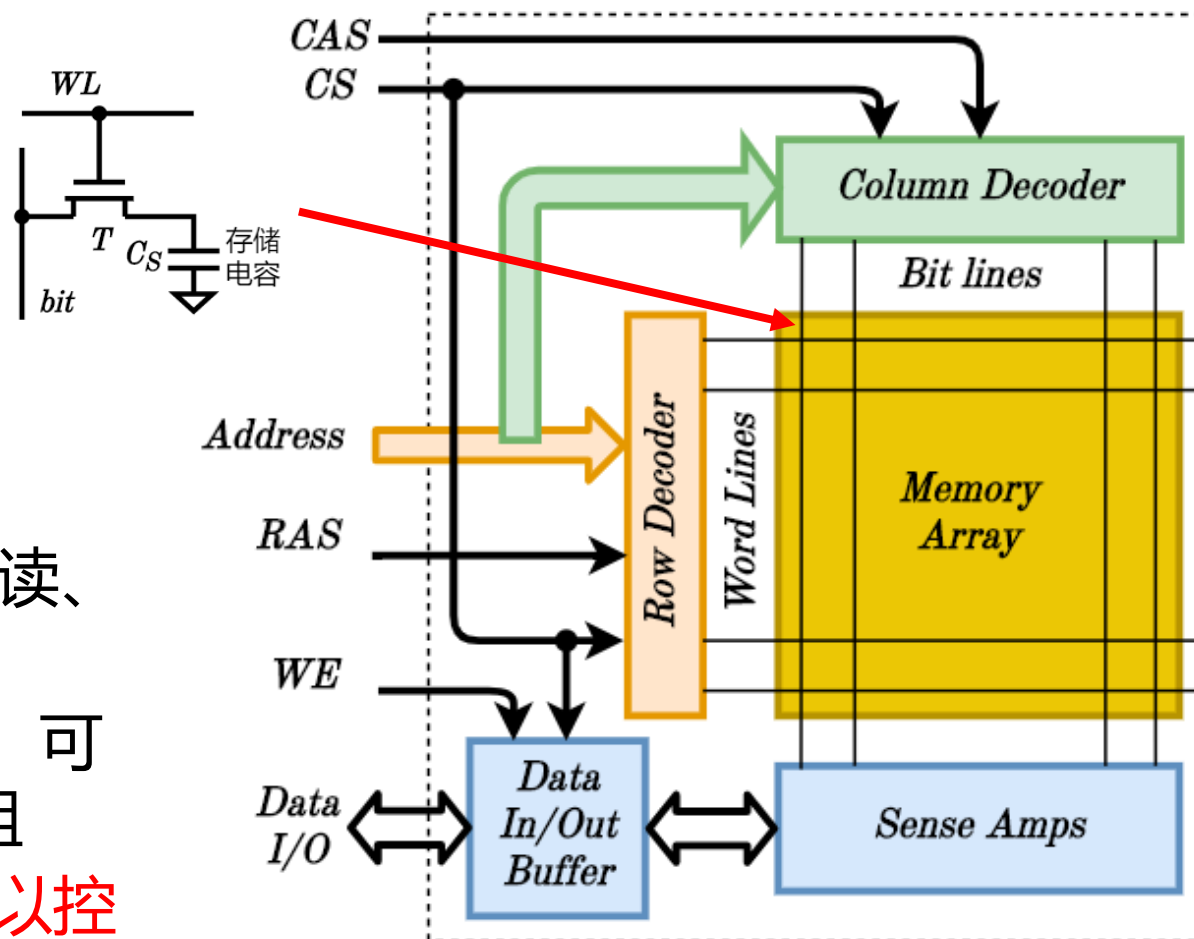 CAS
CS
WL
T
C_S
存储
电容
bit
Column Decoder
Bit lines
Address
RAS
WE
Row Decoder
Word Lines
Memory
Array
Data
I/O
Data
In/Out
Buffer
Sense Amps
读、
可
以控